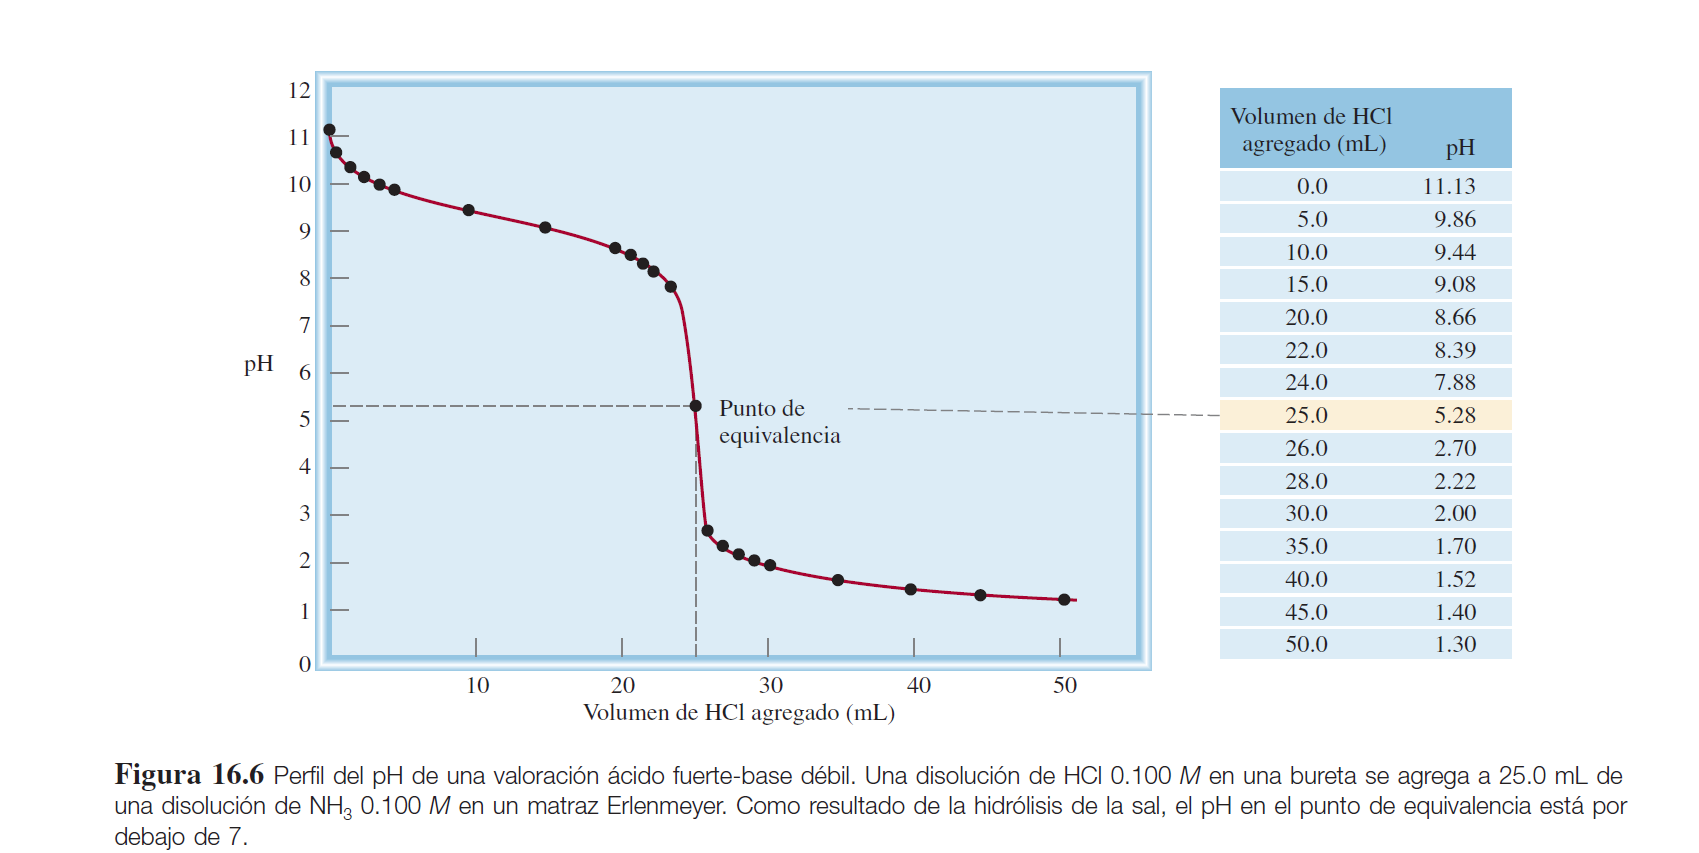 12
11
10
9
8
7
pH
6
5
4
3
2
1
0
Punto de
equivalencia
10 20 30 40 50
Volumen de HCl agregado (mL)
Volumen de HCl
agregado (mL) pH
0.0 11.13
5.0 9.86
10.0 9.44
15.0 9.08
20.0 8.66
22.0 8.39
24.0 7.88
25.0 5.28
26.0 2.70
28.0 2.22
30.0 2.00
35.0 1.70
40.0 1.52
45.0 1.40
50.0 1.30
Figura 16.6 Perfil del pH de una valoración ácido fuerte-base débil. Una disolución de HCl 0.100 M en una bureta se agrega a 25.0 mL de
una disolución de NH₃ 0.100 M en un matraz Erlenmeyer. Como resultado de la hidrólisis de la sal, el pH en el punto de equivalencia está por
debajo de 7.